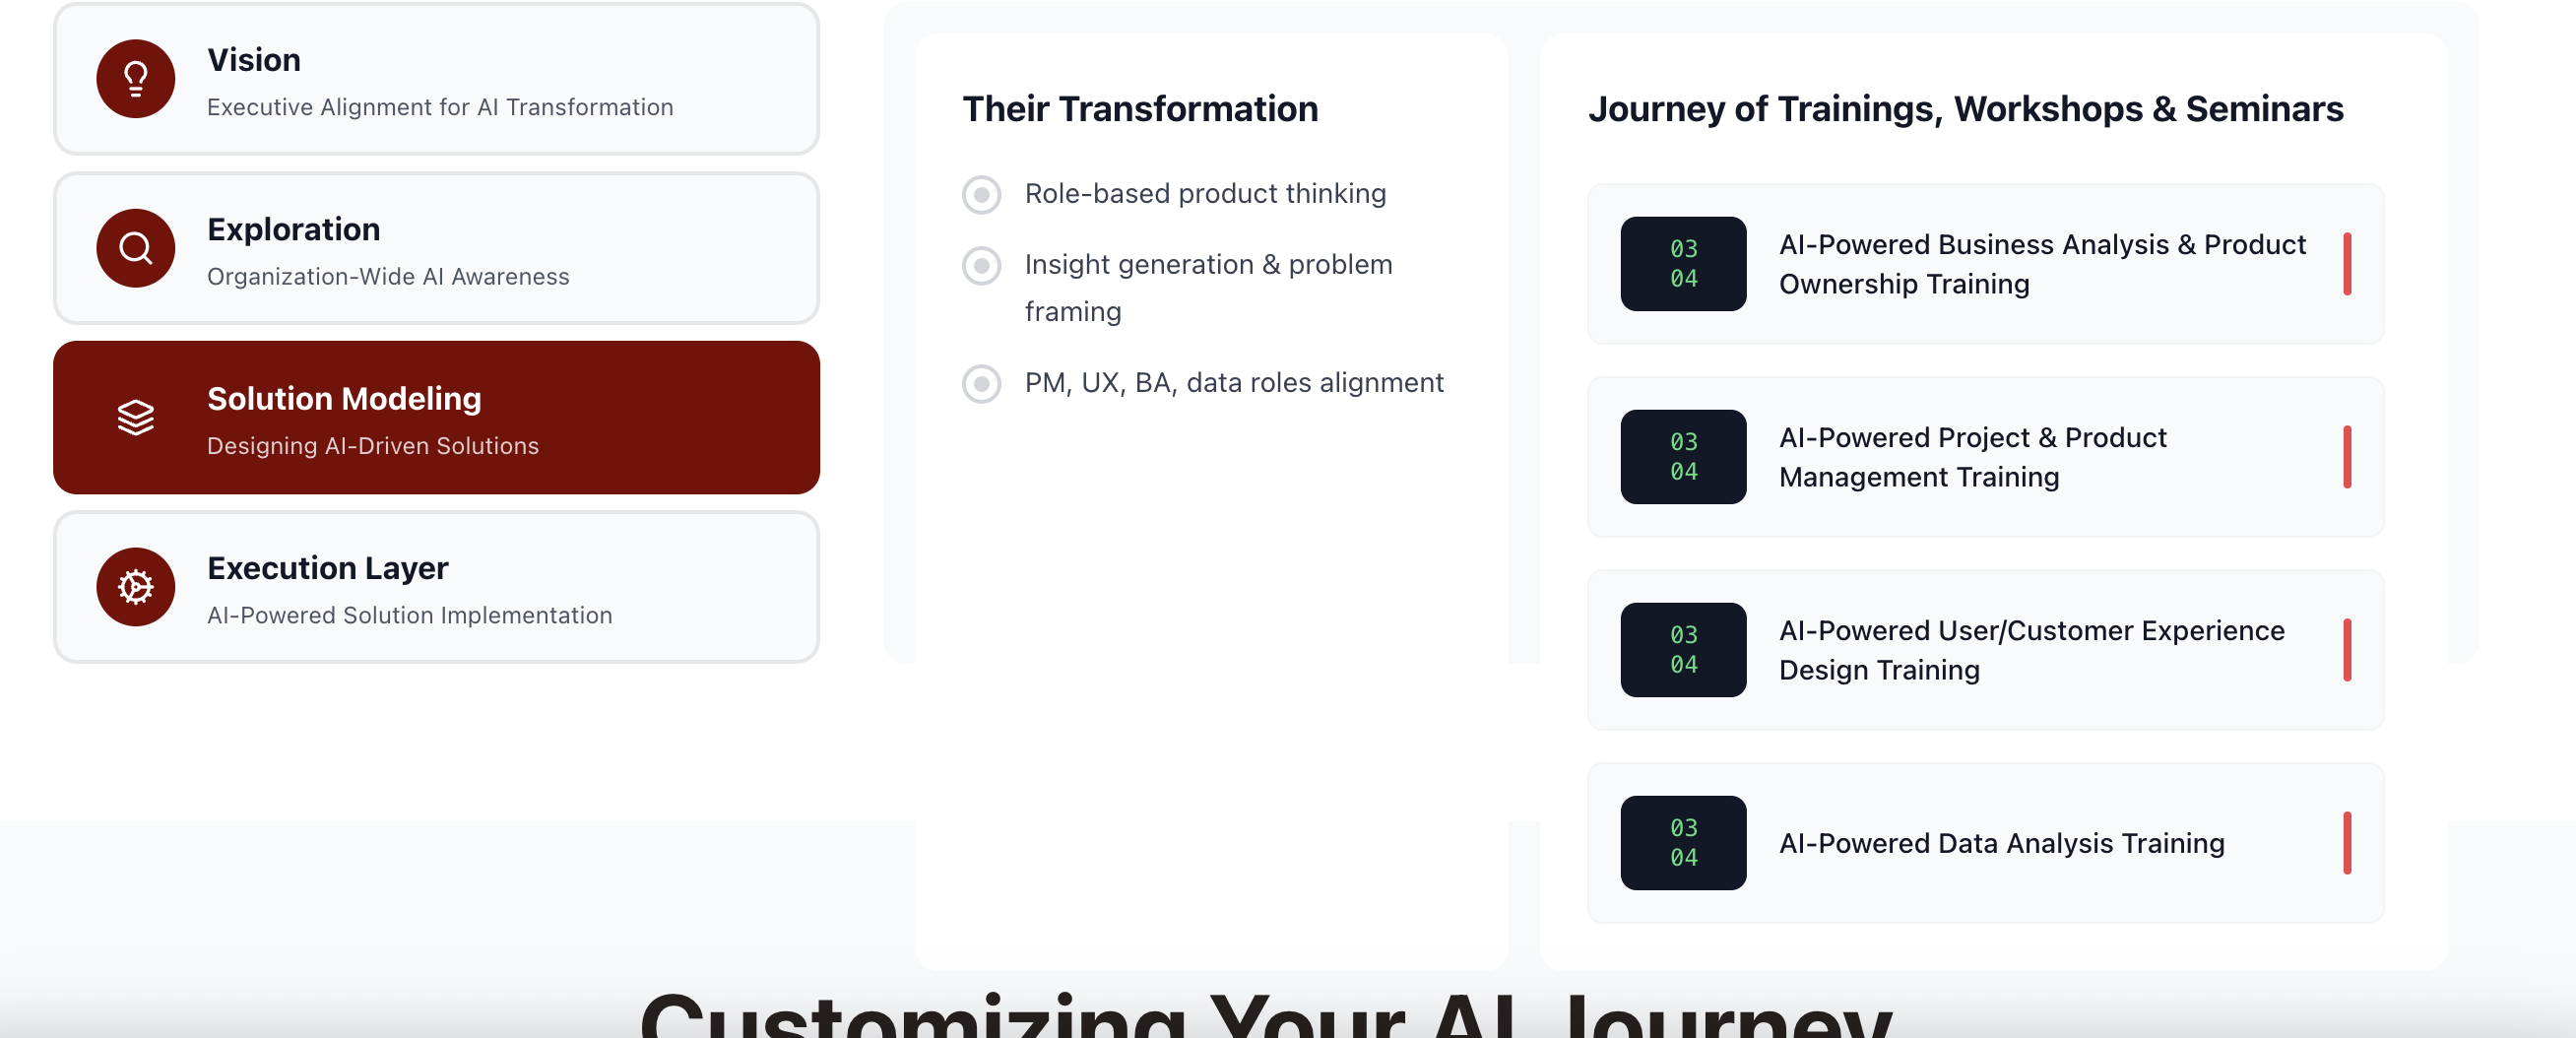 Vision
Executive Alignment for AI Transformation
Exploration
Organization-Wide AI Awareness
Solution Modeling
Designing AI-Driven Solutions
Execution Layer
AI-Powered Solution Implementation
Their Transformation
Role-based product thinking
Insight generation & problem
framing
PM, UX, BA, data roles alignment
Journey of Trainings, Workshops & Seminars
03
04
AI-Powered Business Analysis & Product
Ownership Training
03
04
AI-Powered Project & Product
Management Training
03
04
AI-Powered User/Customer Experience
Design Training
03
04
AI-Powered Data Analysis Training
Customizing Your AI Journey